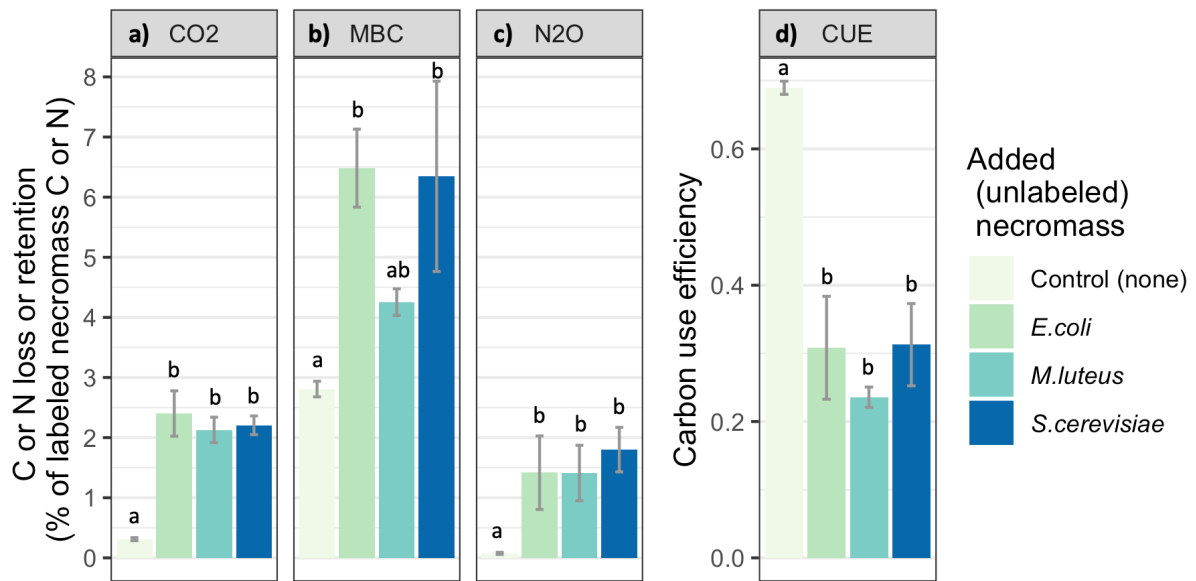 a) CO2
b) MBC
c) N2O
d) CUE
C or N loss or retention
(% of labeled necromass C or N)
8
7
6
5
4
3
2
1
0
a
b
b
b
a
b
ab
b
a
b
b
b
Carbon use efficiency
0.6
0.4
0.2
0.0
a
b
b
b
Added
(unlabeled)
necromass
Control (none)
E.coli
M.luteus
S.cerevisiae